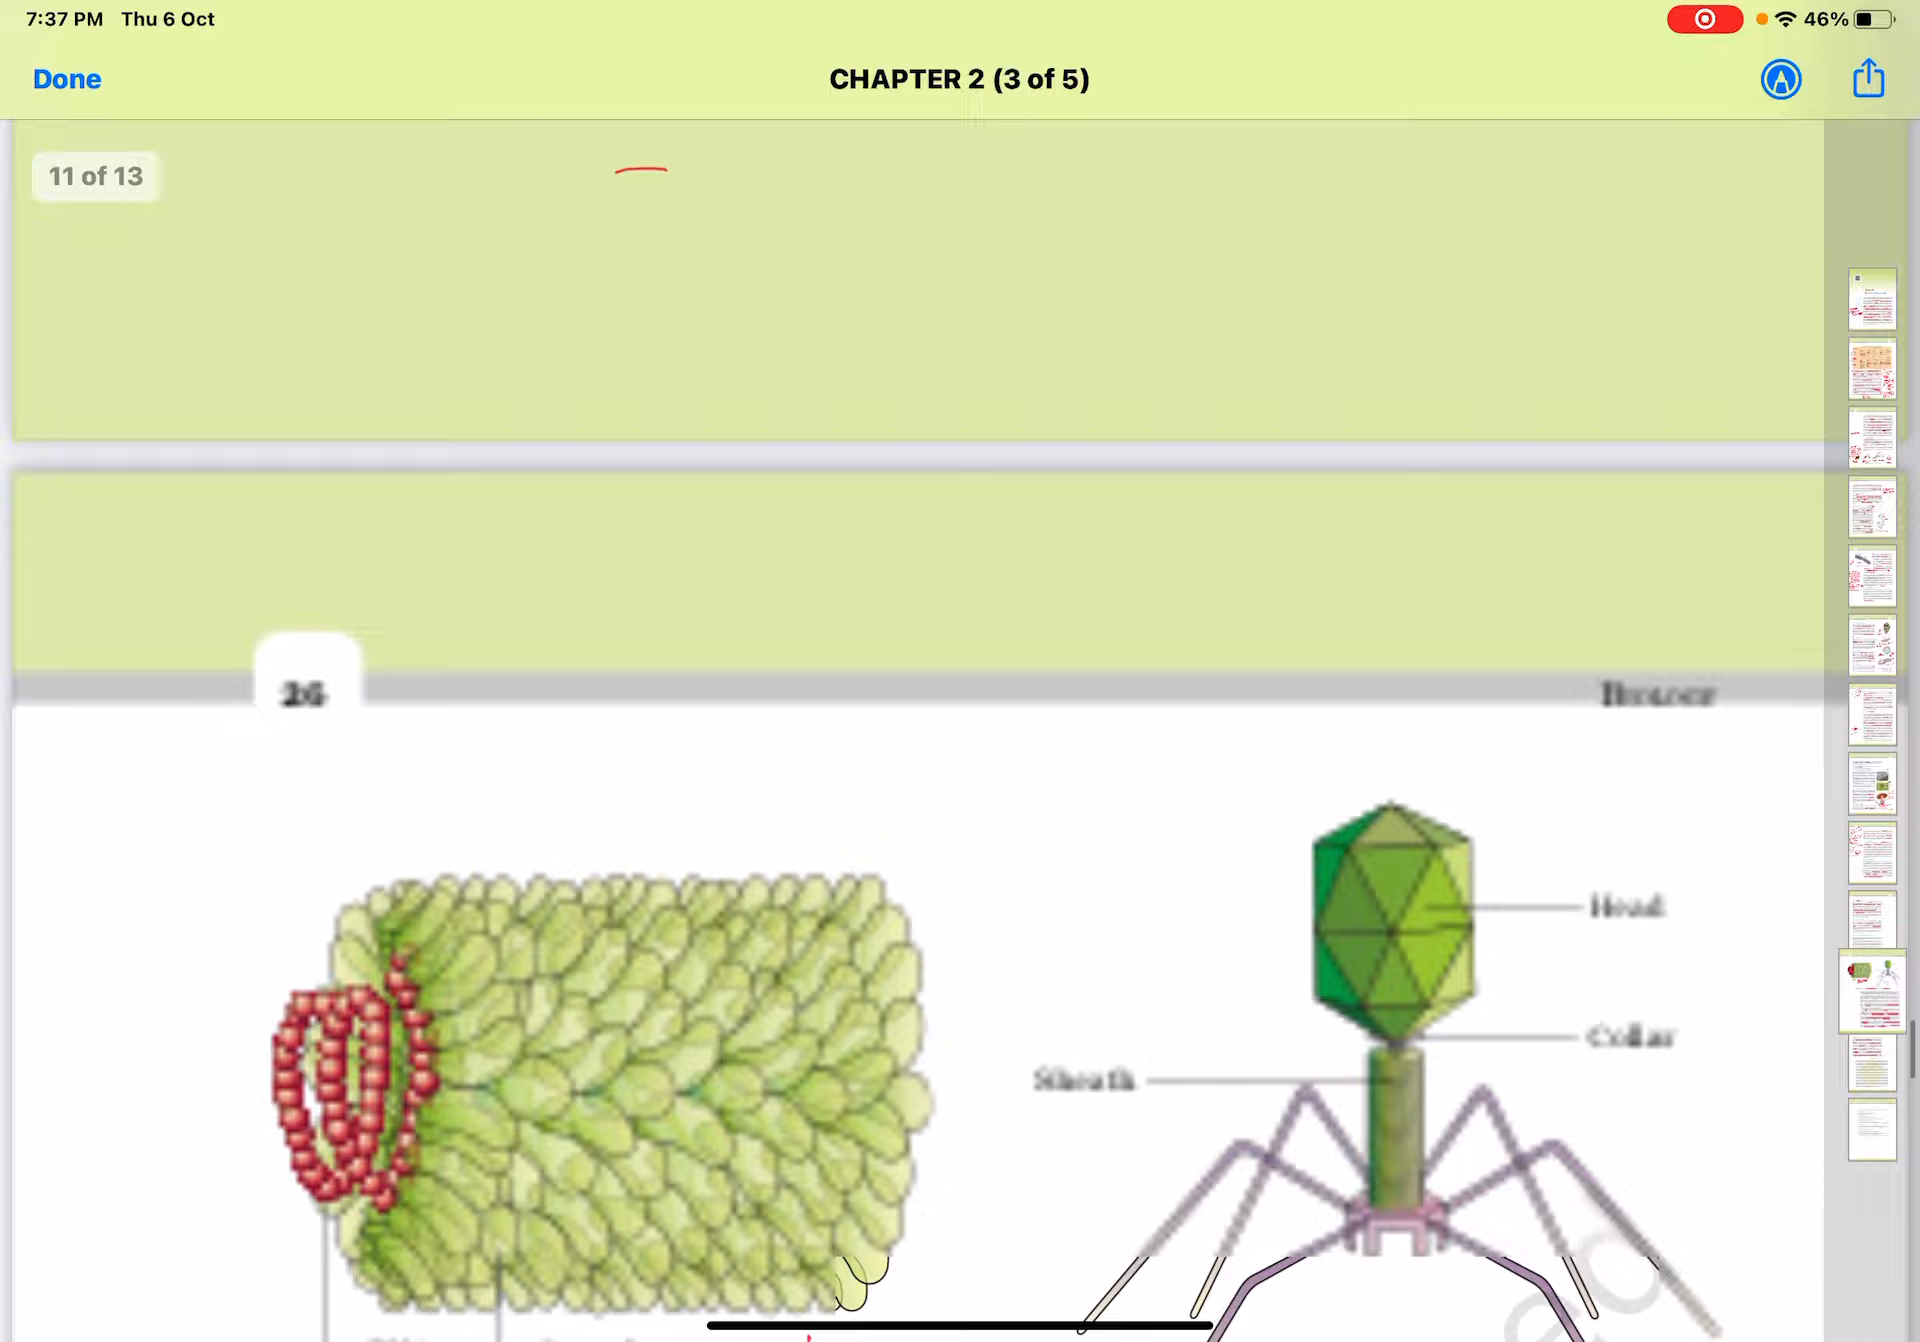 7:37 PM Thu 6 Oct
46%
Done
CHAPTER 2 (3 of 5)
11 of 13
26
BIOLOGY
Head
Collar
Sheath